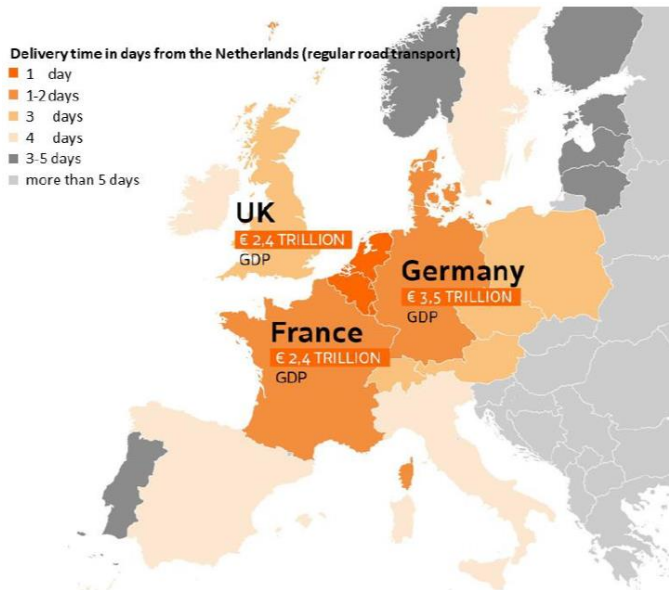 Delivery time in days from the Netherlands (regular road transport)
1 day
1-2 days
3 days
4 days
3-5 days
more than 5 days
UK
€ 2,4 TRILLION
GDP
Germany
€ 3,5 TRILLION
GDP
France
€ 2,4 TRILLION
GDP